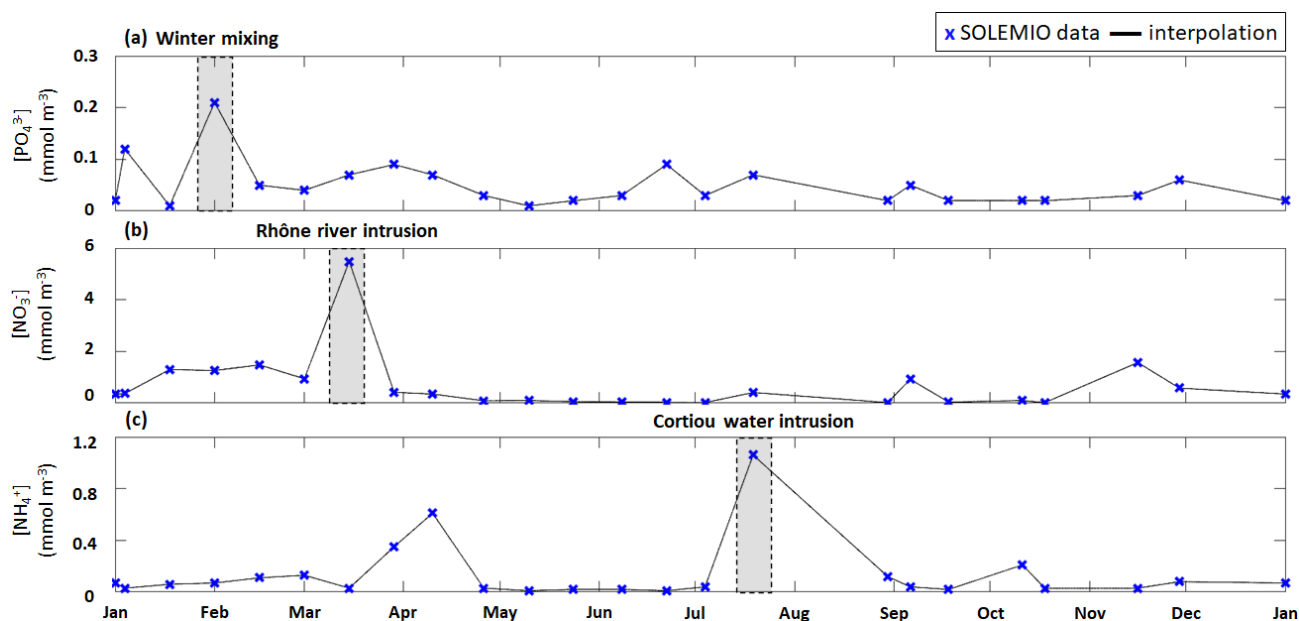 (a) Winter mixing
x SOLEMIO data — interpolation
[PO₄³⁻]
(mmol m⁻³)
0.3
0.2
0.1
0
(b)
Rhône river intrusion
[NO₃⁻]
(mmol m⁻³)
6
4
2
0
(c)
Cortiou water intrusion
[NH₄⁺]
(mmol m⁻³)
1.2
0.8
0.4
0
Jan Feb Mar Apr May Jun Jul Aug Sep Oct Nov Dec Jan